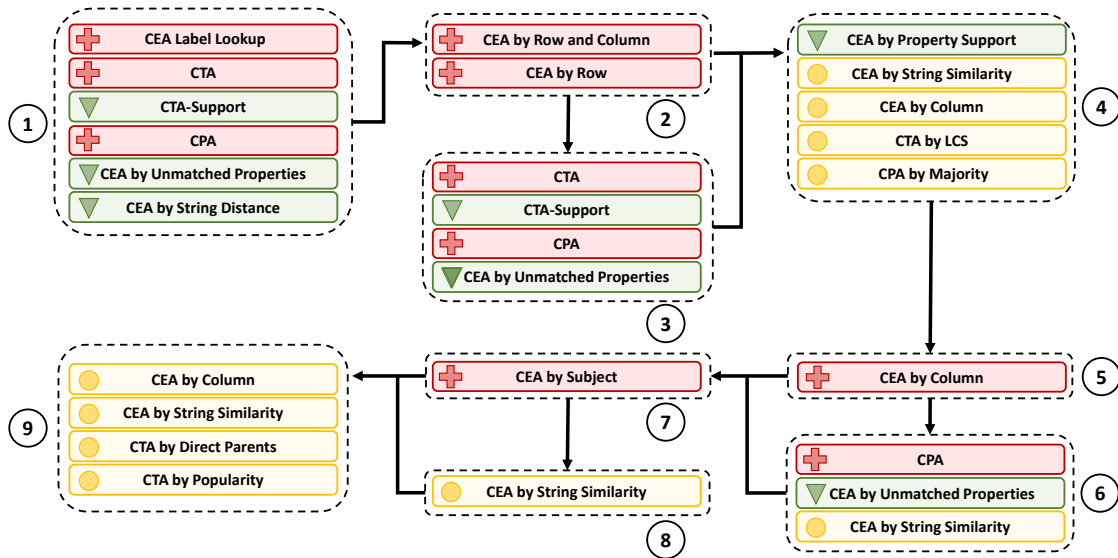 1
CEA Label Lookup
CTA
CTA-Support
CPA
CEA by Unmatched Properties
CEA by String Distance
2
CEA by Row and Column
CEA by Row
3
CTA
CTA-Support
CPA
CEA by Unmatched Properties
4
CEA by Property Support
CEA by String Similarity
CEA by Column
CTA by LCS
CPA by Majority
5
CEA by Column
6
CPA
CEA by Unmatched Properties
CEA by String Similarity
7
CEA by Subject
8
CEA by String Similarity
9
CEA by Column
CEA by String Similarity
CTA by Direct Parents
CTA by Popularity